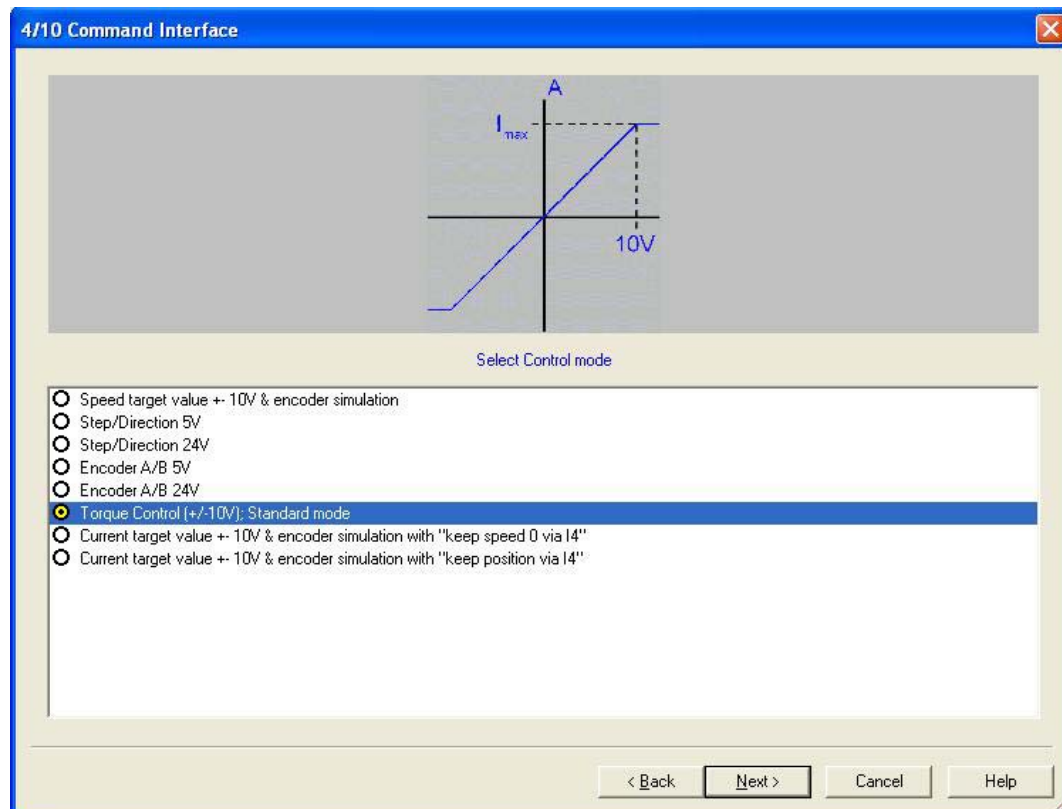 4/10 Command Interface
A
Imax
10V
Select Control mode
Speed target value +- 10V & encoder simulation
Step/Direction 5V
Step/Direction 24V
Encoder A/B 5V
Encoder A/B 24V
Torque Control (+/-10V); Standard mode
Current target value +- 10V & encoder simulation with "keep speed 0 via I4"
Current target value +- 10V & encoder simulation with "keep position via I4"
< Back Next > Cancel Help